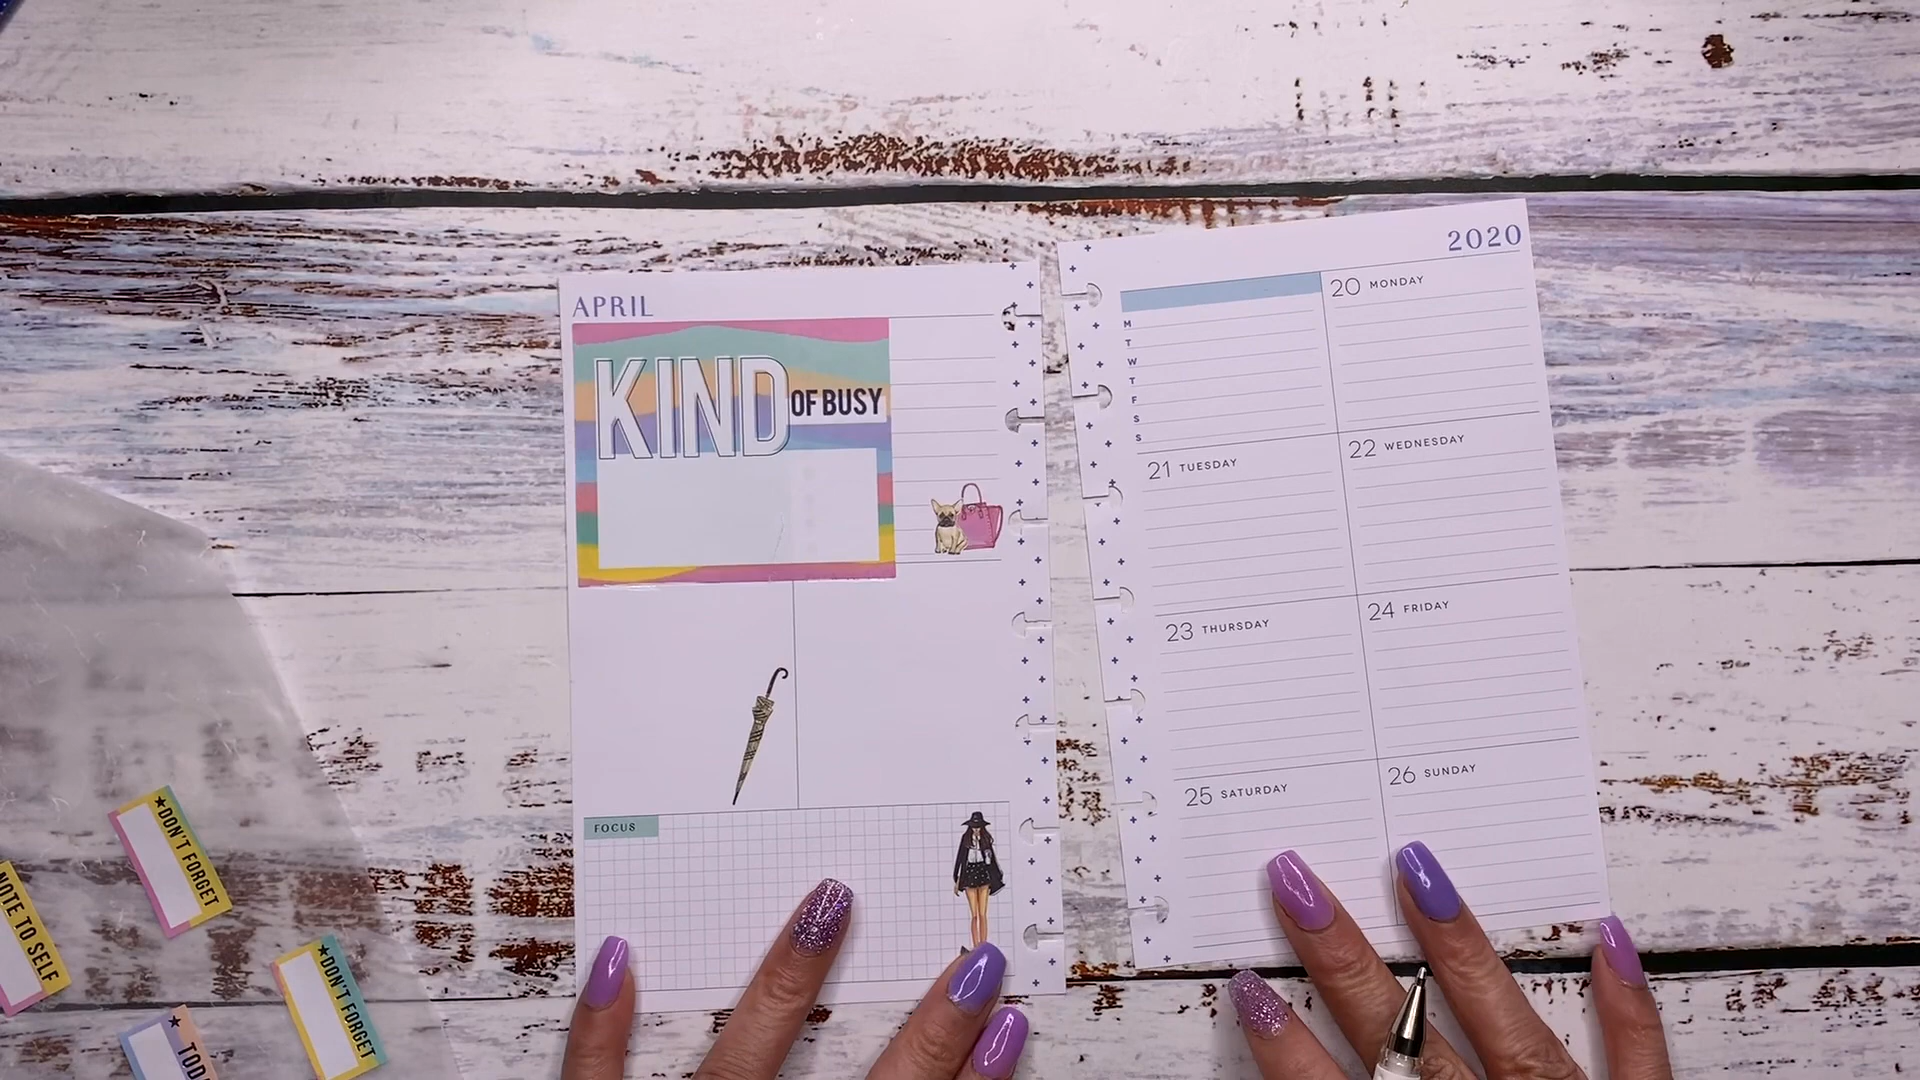 APRIL
KIND OF BUSY
FOCUS
2020
M
T
W
T
F
S
S
20 MONDAY
21 TUESDAY
22 WEDNESDAY
23 THURSDAY
24 FRIDAY
25 SATURDAY
26 SUNDAY
★DON'T FORGET
NOTE TO SELF
★DON'T FORGET